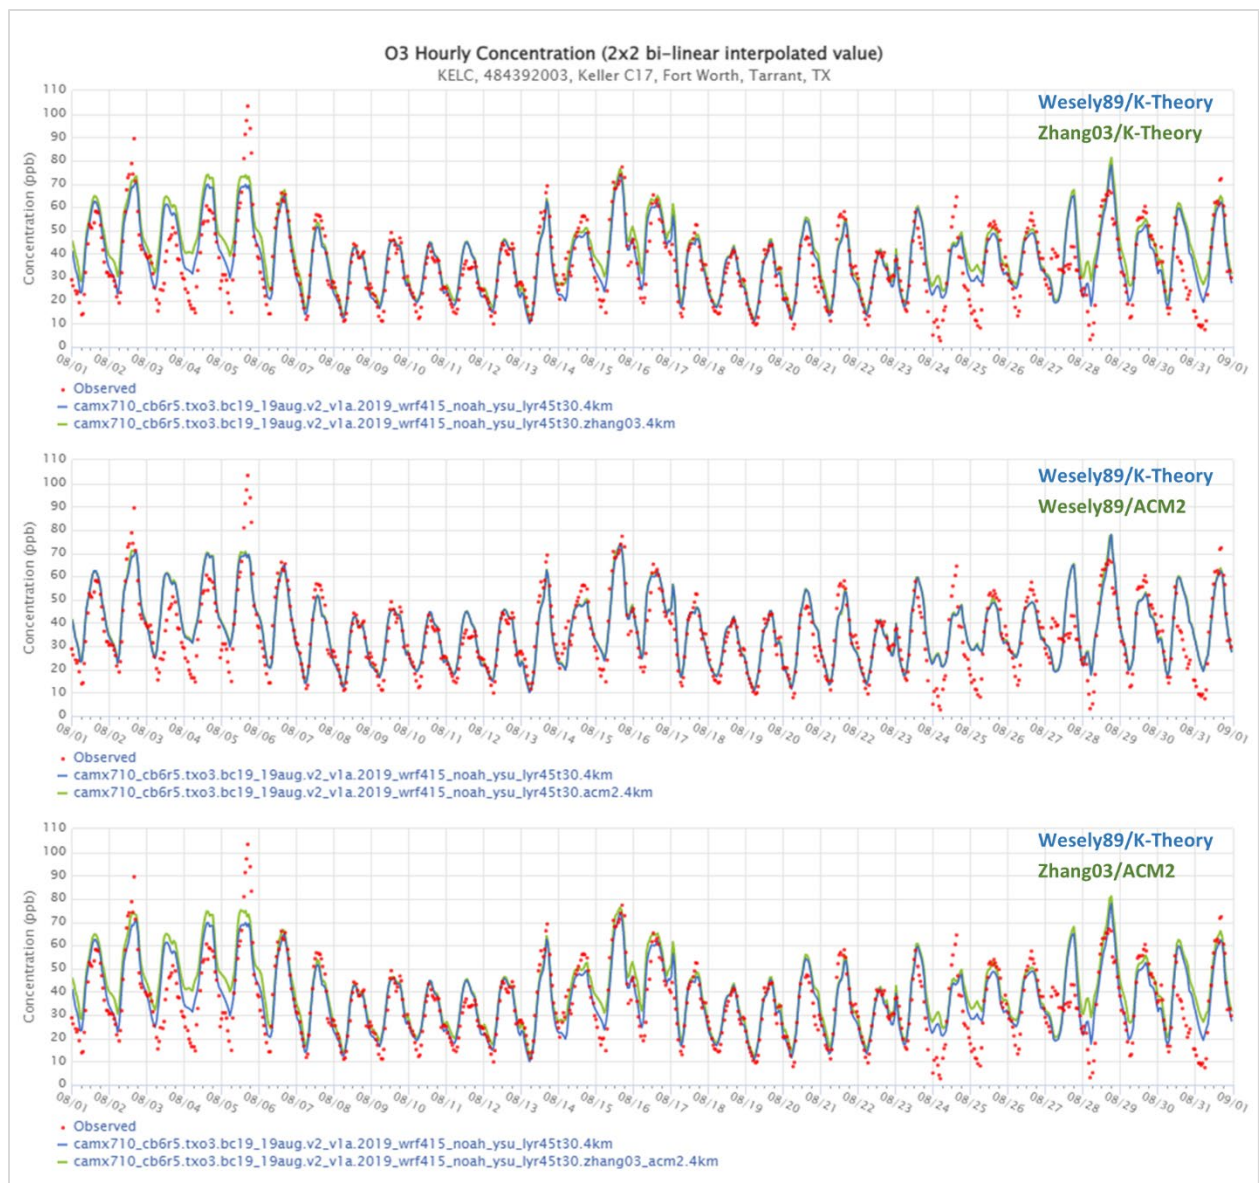 O3 Hourly Concentration (2x2 bi-linear interpolated value)
KELC, 484392003, Keller C17, Fort Worth, Tarrant, TX
Wesely89/K-Theory
Zhang03/K-Theory
Concentration (ppb)
110
100
90
80
70
60
50
40
30
20
10
0
08/01 08/02 08/03 08/04 08/05 08/06 08/07 08/08 08/09 08/10 08/11 08/12 08/13 08/14 08/15 08/16 08/17 08/18 08/19 08/20 08/21 08/22 08/23 08/24 08/25 08/26 08/27 08/28 08/29 08/30 08/31 09/01
Observed
camx710_cb6r5.txo3.bc19_19aug.v2_v1a.2019_wrf415_noah_ysu_lyr45t30.4km
camx710_cb6r5.txo3.bc19_19aug.v2_v1a.2019_wrf415_noah_ysu_lyr45t30.zhang03.4km
Wesely89/K-Theory
Wesely89/ACM2
Concentration (ppb)
110
100
90
80
70
60
50
40
30
20
10
0
08/01 08/02 08/03 08/04 08/05 08/06 08/07 08/08 08/09 08/10 08/11 08/12 08/13 08/14 08/15 08/16 08/17 08/18 08/19 08/20 08/21 08/22 08/23 08/24 08/25 08/26 08/27 08/28 08/29 08/30 08/31 09/01
Observed
camx710_cb6r5.txo3.bc19_19aug.v2_v1a.2019_wrf415_noah_ysu_lyr45t30.4km
camx710_cb6r5.txo3.bc19_19aug.v2_v1a.2019_wrf415_noah_ysu_lyr45t30.acm2.4km
Wesely89/K-Theory
Zhang03/ACM2
Concentration (ppb)
110
100
90
80
70
60
50
40
30
20
10
0
08/01 08/02 08/03 08/04 08/05 08/06 08/07 08/08 08/09 08/10 08/11 08/12 08/13 08/14 08/15 08/16 08/17 08/18 08/19 08/20 08/21 08/22 08/23 08/24 08/25 08/26 08/27 08/28 08/29 08/30 08/31 09/01
Observed
camx710_cb6r5.txo3.bc19_19aug.v2_v1a.2019_wrf415_noah_ysu_lyr45t30.4km
camx710_cb6r5.txo3.bc19_19aug.v2_v1a.2019_wrf415_noah_ysu_lyr45t30.zhang03_acm2.4km